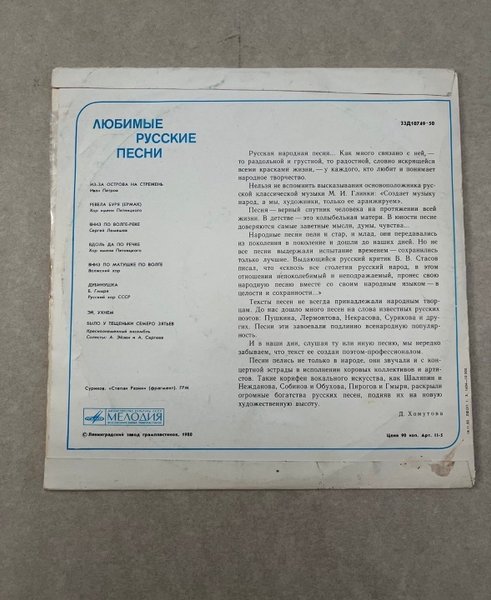 33Д10749-50
ЛЮБИМЫЕ
РУССКИЕ
ПЕСНИ
ИЗ-ЗА ОСТРОВА НА СТРЕЖЕНЬ
Иван Петров
РЕВЕЛА БУРЯ (ЕРМАК)
Хор имени Пятницкого
ВНИЗ ПО ВОЛГЕ-РЕКЕ
Сергей Лемешев
ВДОЛЬ ДА ПО РЕЧКЕ
Хор имени Пятницкого
ВНИЗ ПО МАТУШКЕ ПО ВОЛГЕ
Волжский хор
ДУБИНУШКА
Б. Гмыря
Русский хор СССР
ЭЙ, УХНЕМ
БЫЛО У ТЕЩЕНЬКИ СЕМЕРО ЗЯТЬЕВ
Краснознаменный ансамбль
Солисты: А. Эйзен и А. Сергеев
Суриков. «Степан Разин» (фрагмент). ГРМ
МЕЛОДИЯ
©Ленинградский завод грампластинок, 1980
Русская народная песня... Как много связано с ней,—
то раздольной и грустной, то радостной, словно искрящейся
всеми красками жизни,— у каждого, кто любит и понимает
народное творчество.
Нельзя не вспомнить высказывания основоположника рус-
ской классической музыки М. И. Глинки: «Создает музыку
народ, а мы, художники, только ее аранжируем».
Песня — верный спутник человека на протяжении всей
жизни. В детстве — это колыбельная матери. В юности песне
доверяются самые заветные мысли, думы, чувства...
Народные песни пели и стар, и млад, они передавались
из поколения в поколение и дошли до наших дней. Но не
все песни выдержали испытание временем — сохранились
только лучшие. Выдающийся русский критик В. В. Стасов
писал, что «сквозь все столетия русский народ, в этом
отношении непоколебимый и неподражаемый, пронес свою
народную песню вместе со своим народным языком — в
целости и сохранности...»
Тексты песен не всегда принадлежали народным твор-
цам. До нас дошло много песен на слова известных русских
поэтов: Пушкина, Лермонтова, Некрасова, Сурикова и дру-
гих. Песни эти завоевали подлинно всенародную популяр-
ность.
И в наши дни, слушая ту или иную песню, мы нередко
забываем, что текст ее создан поэтом-профессионалом.
Песни пелись не только в народе, они звучали и с кон-
цертной эстрады в исполнении хоровых коллективов и арти-
стов. Такие корифеи вокального искусства, как Шаляпин и
Нежданова, Собинов и Обухова, Пирогов и Гмыри, раскрыли
огромные богатства русских песен, подняв их на новую
художественную высоту.
Д. Хомутова
Цена 90 коп. Арт. 11-5